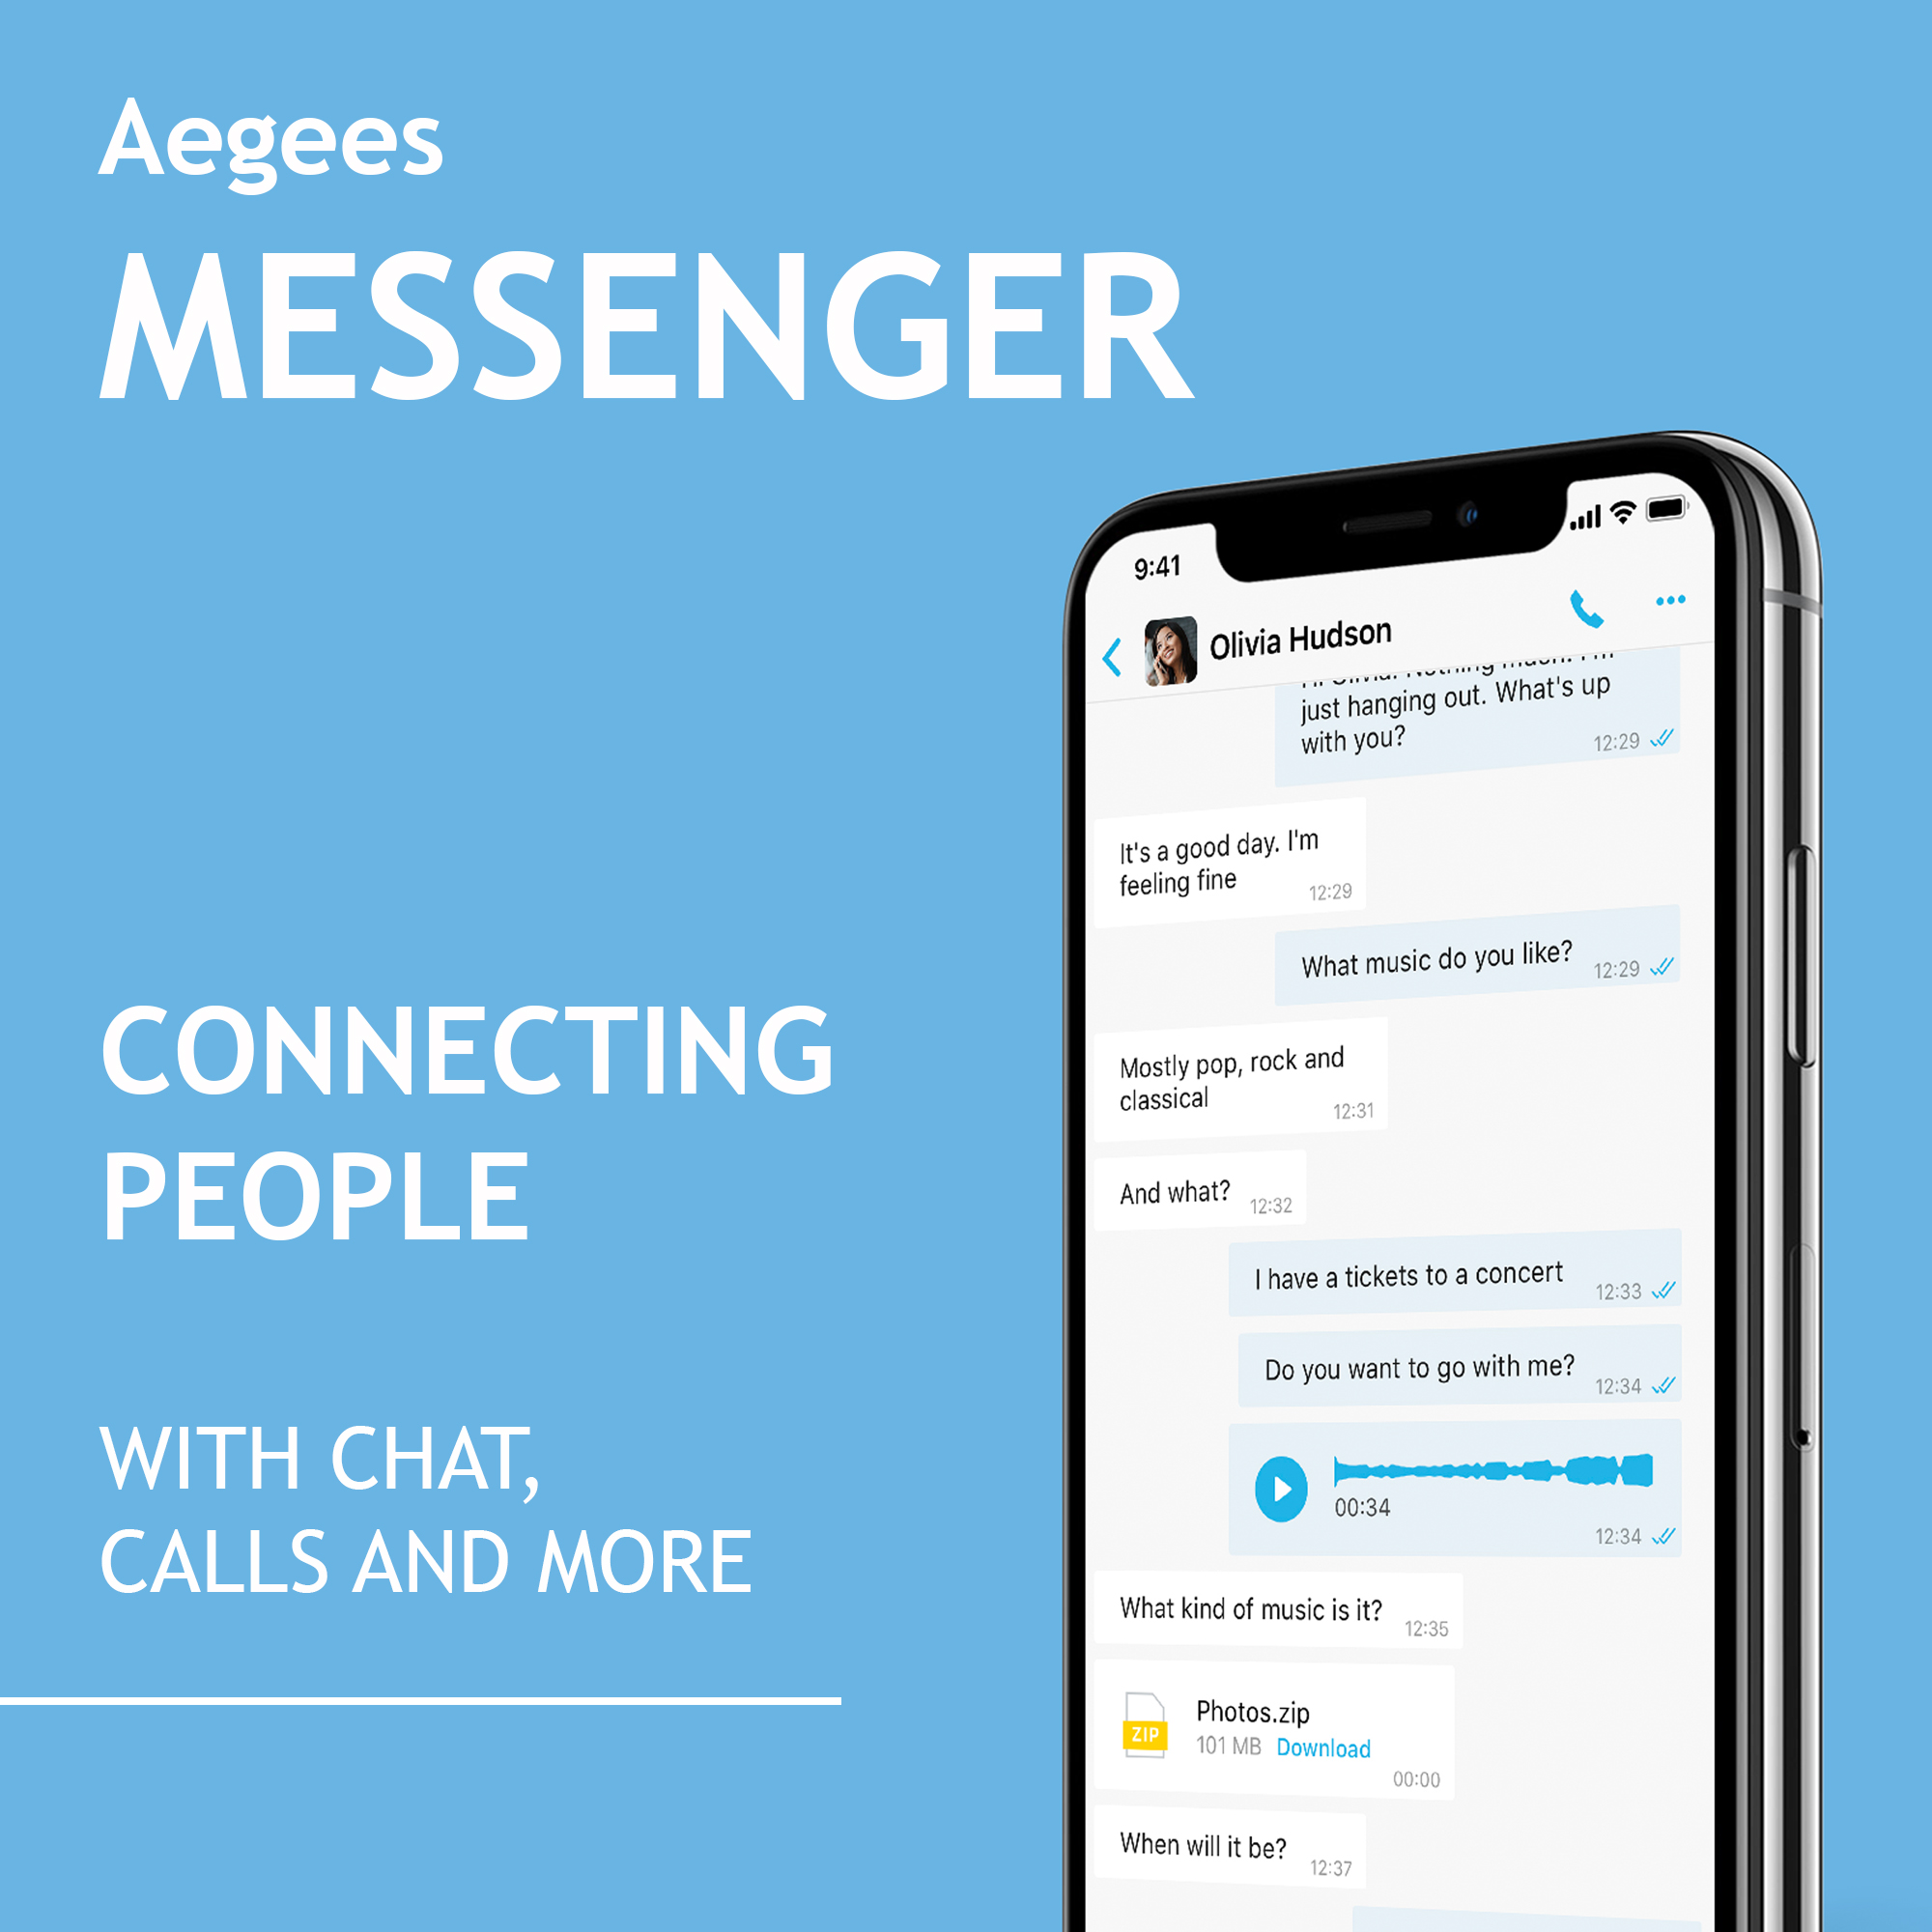 Aegees
MESSENGER
CONNECTING
PEOPLE
WITH CHAT,
CALLS AND MORE
9:41
Olivia Hudson
just hanging out. What's up
with you?
12:29
It's a good day. I'm
feeling fine
12:29
What music do you like?
12:29
Mostly pop, rock and
classical
12:31
And what?
12:32
I have a tickets to a concert
12:33
Do you want to go with me?
12:34
00:34
12:34
What kind of music is it?
12:35
ZIP
Photos.zip
101 MB Download
00:00
When will it be?
12:37